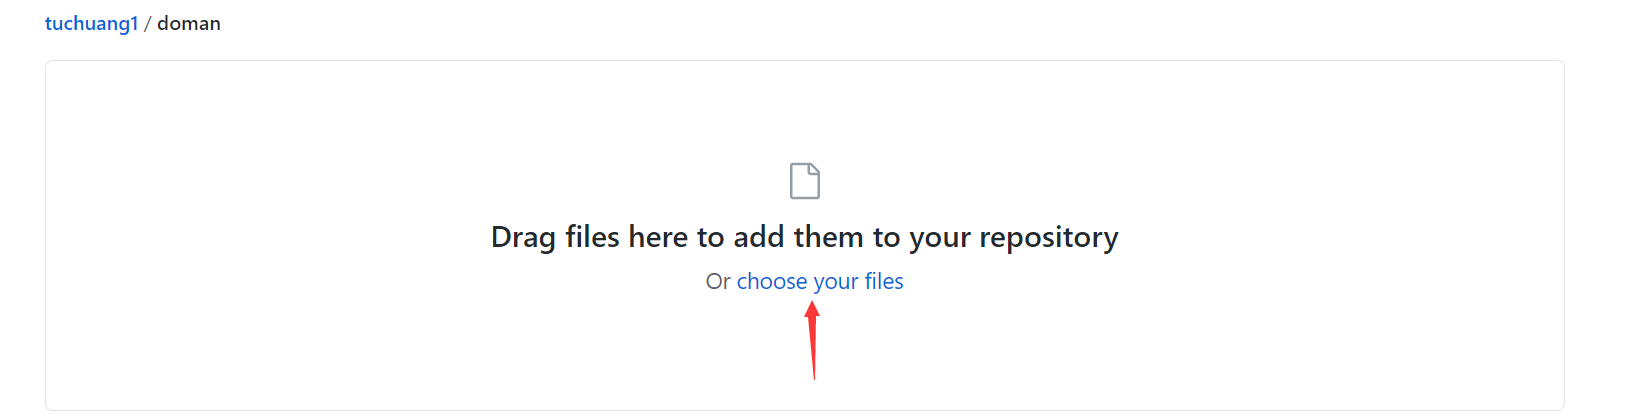 tuchuang1 / doman
Drag files here to add them to your repository
Or choose your files